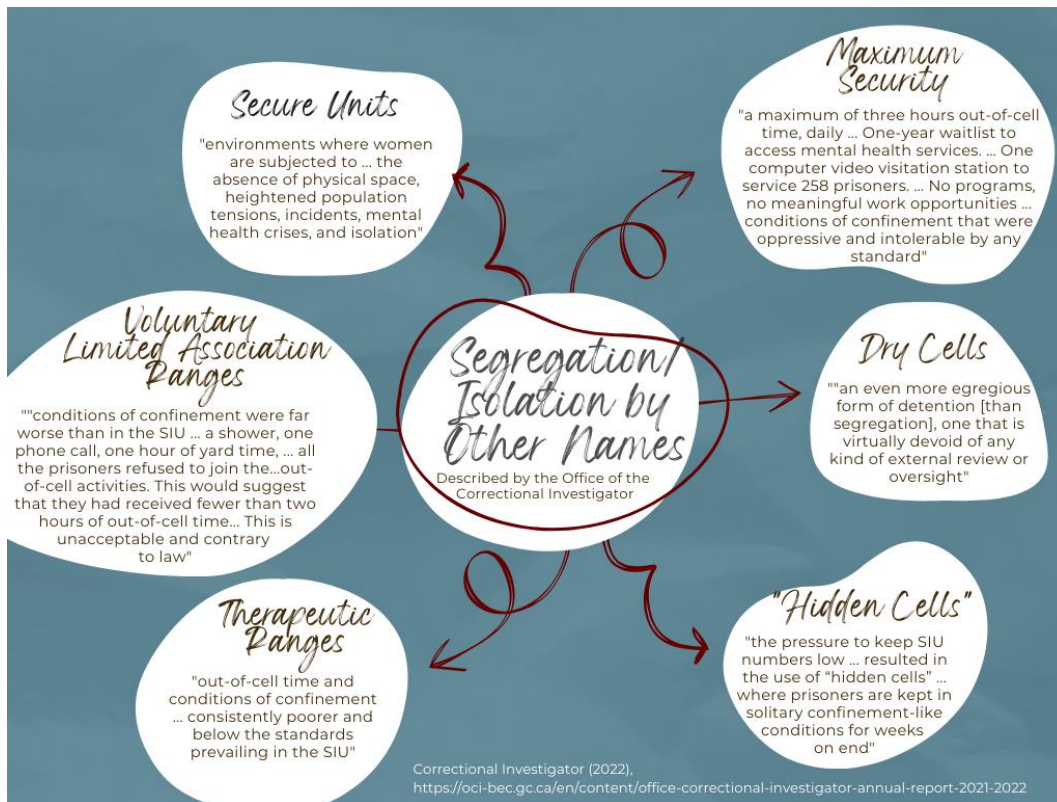 Secure Units
"environments where women
are subjected to ... the
absence of physical space,
heightened population
tensions, incidents, mental
health crises, and isolation"
Maximum
Security
"a maximum of three hours out-of-cell
time, daily ... One-year waitlist to
access mental health services. ... One
computer video visitation station to
service 258 prisoners. ... No programs,
no meaningful work opportunities ...
conditions of confinement that were
oppressive and intolerable by any
standard"
Voluntary
Limited Association
Ranges
""conditions of confinement were far
worse than in the SIU ... a shower, one
phone call, one hour of yard time, ... all
the prisoners refused to join the...out-
of-cell activities. This would suggest
that they had received fewer than two
hours of out-of-cell time... This is
unacceptable and contrary
to law"
Segregation/
Isolation by
Other Names
Described by the Office of the
Correctional Investigator
Dry Cells
""an even more egregious
form of detention [than
segregation], one that is
virtually devoid of any
kind of external review or
oversight"
Therapeutic
Ranges
"out-of-cell time and
conditions of confinement
... consistently poorer and
below the standards
prevailing in the SIU"
"Hidden Cells"
"the pressure to keep SIU
numbers low ... resulted in
the use of “hidden cells” ...
where prisoners are kept in
solitary confinement-like
conditions for weeks
on end"
Correctional Investigator (2022),
https://oci-bec.gc.ca/en/content/office-correctional-investigator-annual-report-2021-2022